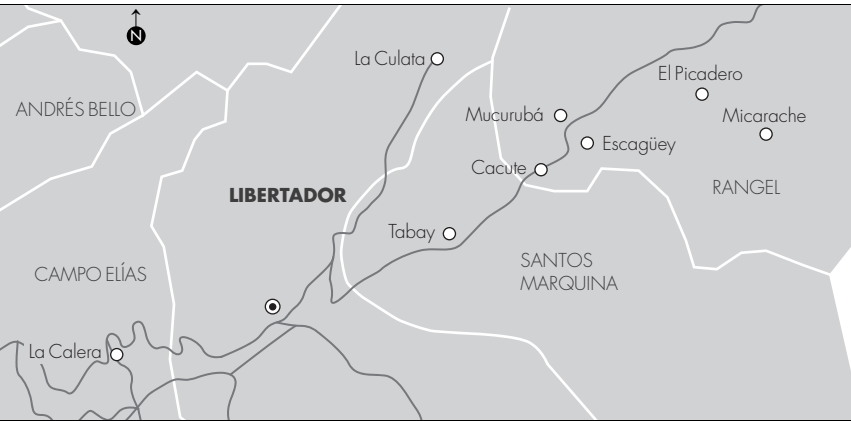 N
La Culata
El Picadero
ANDRÉS BELLO
Mucurubá
Micarache
Escagüey
Cacute
RANGEL
LIBERTADOR
Tabay
SANTOS
MARQUINA
CAMPO ELÍAS
La Calera